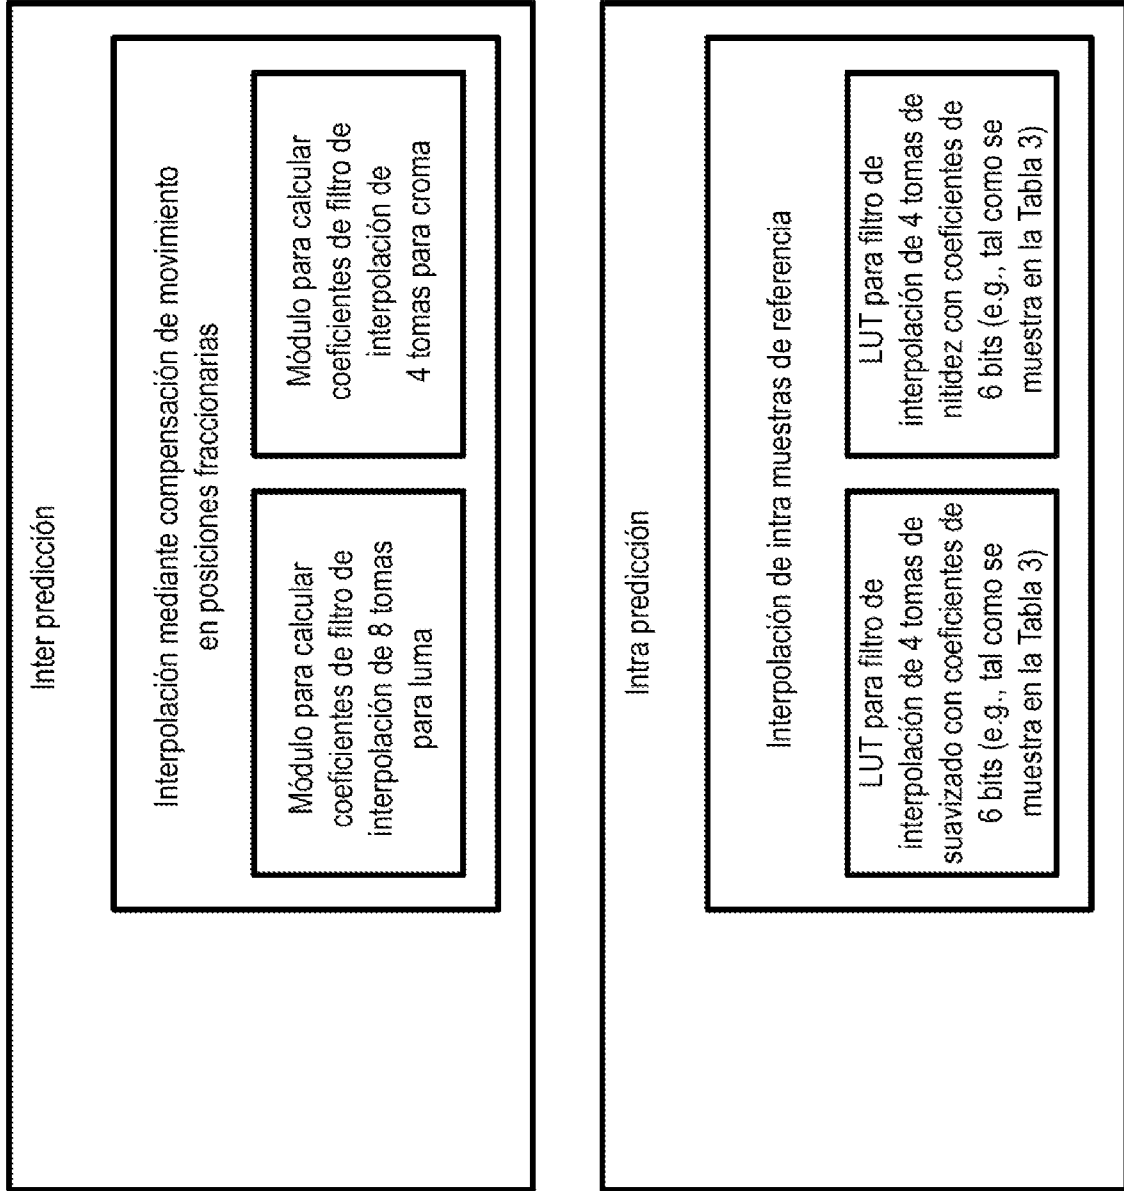 Inter predicción
Interpolación mediante compensación de movimiento
en posiciones fraccionarias
Módulo para calcular
coeficientes de filtro de
interpolación de 8 tomas
para luma
Módulo para calcular
coeficientes de filtro de
interpolación de
4 tomas para croma
Intra predicción
Interpolación de intra muestras de referencia
LUT para filtro de
interpolación de 4 tomas de
suavizado con coeficientes de
6 bits (e.g., tal como se
muestra en la Tabla 3)
LUT para filtro de
interpolación de 4 tomas de
nitidez con coeficientes de
6 bits (e.g., tal como se
muestra en la Tabla 3)